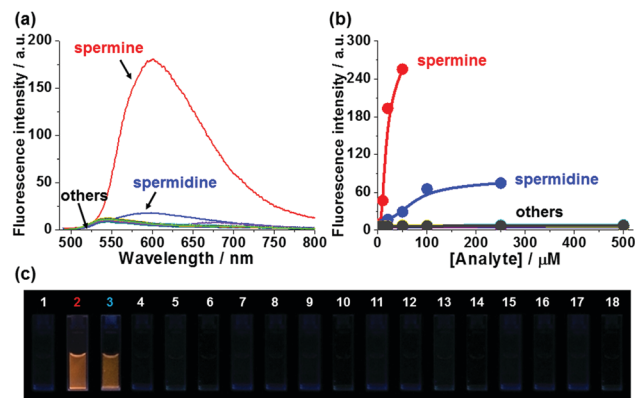 (a)
200
150
100
50
0
Fluorescence intensity / a.u.
spermine
spermidine
others
500 550 600 650 700 750 800
Wavelength / nm
(b)
300
240
180
120
60
0
Fluorescence intensity / a.u.
spermine
spermidine
others
0 100 200 300 400 500
[Analyte] / μM
(c)
1 2 3 4 5 6 7 8 9 10 11 12 13 14 15 16 17 18